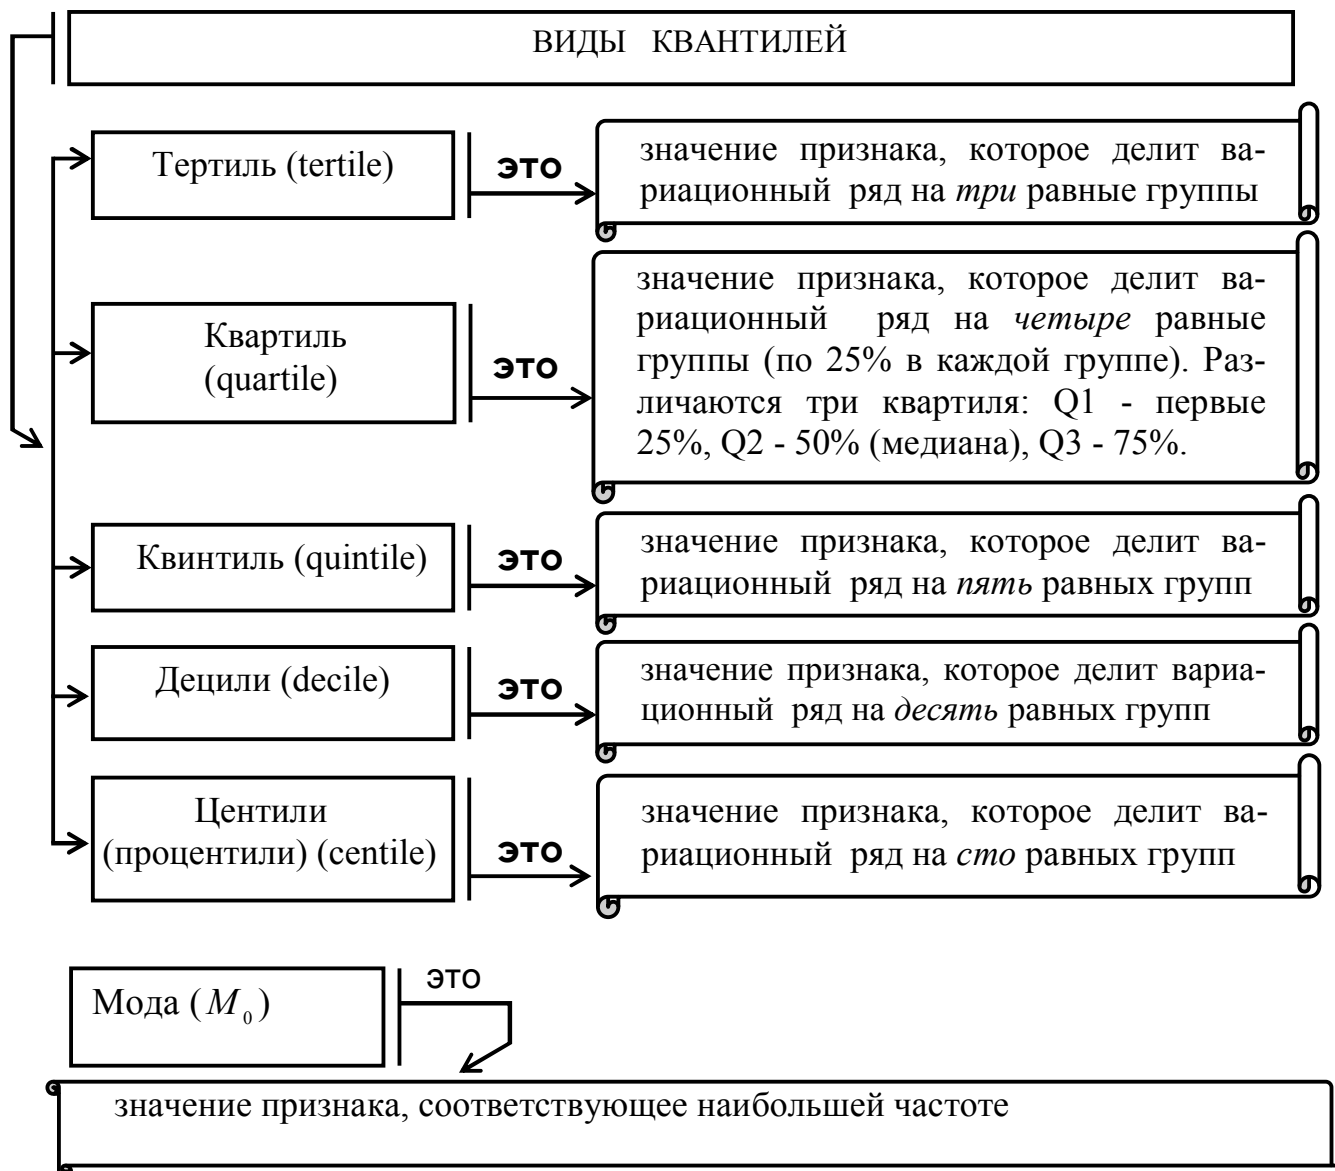 ВИДЫ КВАНТИЛЕЙ
Тертиль (tertile)
это
значение признака, которое делит ва-
риационный ряд на три равные группы
Квартиль
(quartile)
это
значение признака, которое делит ва-
риационный ряд на четыре равные
группы (по 25% в каждой группе). Раз-
личаются три квартиля: Q1 - первые
25%, Q2 - 50% (медиана), Q3 - 75%.
Квинтиль (quintile)
это
значение признака, которое делит ва-
риационный ряд на пять равных групп
Децили (decile)
это
значение признака, которое делит вариа-
ционный ряд на десять равных групп
Центили
(процентили) (centile)
это
значение признака, которое делит ва-
риационный ряд на сто равных групп
Мода (M₀)
это
значение признака, соответствующее наибольшей частоте